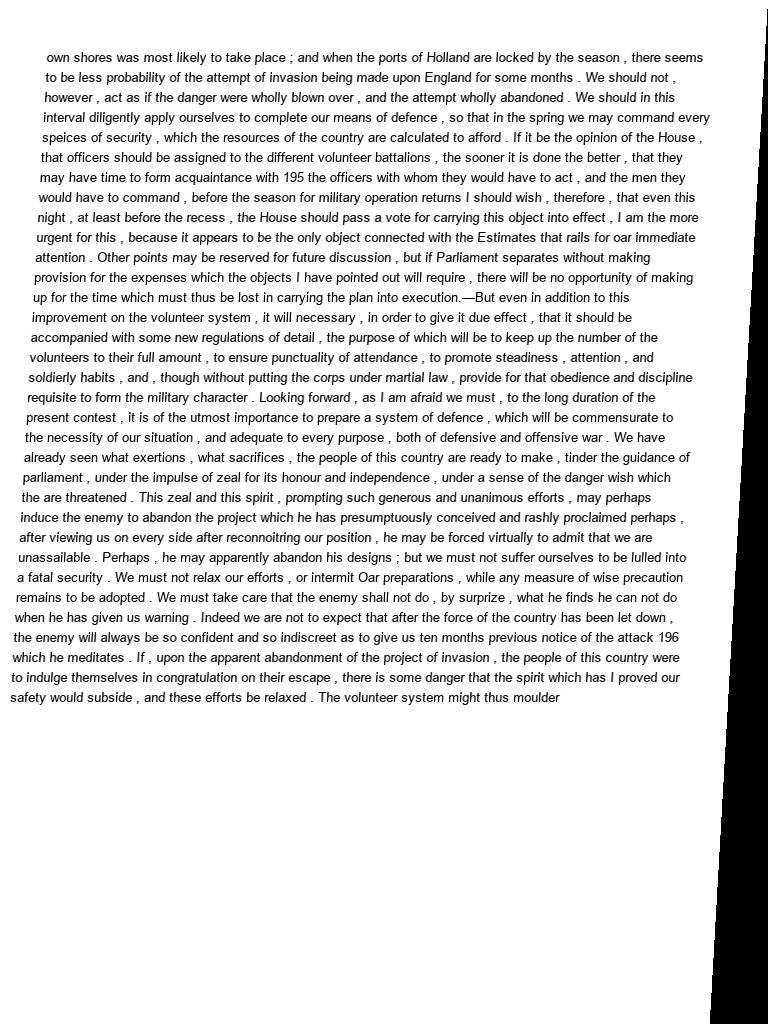 own shores was most likely to take place ; and when the ports of Holland are locked by the season , there seems
to be less probability of the attempt of invasion being made upon England for some months . We should not ,
however , act as if the danger were wholly blown over , and the attempt wholly abandoned . We should in this
interval diligently apply ourselves to complete our means of defence , so that in the spring we may command every
speices of security , which the resources of the country are calculated to afford . If it be the opinion of the House ,
that officers should be assigned to the different volunteer battalions , the sooner it is done the better , that they
may have time to form acquaintance with 195 the officers with whom they would have to act , and the men they
would have to command , before the season for military operation returns I should wish , therefore , that even this
night , at least before the recess , the House should pass a vote for carrying this object into effect , I am the more
urgent for this , because it appears to be the only object connected with the Estimates that rails for oar immediate
attention . Other points may be reserved for future discussion , but if Parliament separates without making
provision for the expenses which the objects I have pointed out will require , there will be no opportunity of making
up for the time which must thus be lost in carrying the plan into execution.—But even in addition to this
improvement on the volunteer system , it will necessary , in order to give it due effect , that it should be
accompanied with some new regulations of detail , the purpose of which will be to keep up the number of the
volunteers to their full amount , to ensure punctuality of attendance , to promote steadiness , attention , and
soldierly habits , and , though without putting the corps under martial law , provide for that obedience and discipline
requisite to form the military character . Looking forward , as I am afraid we must , to the long duration of the
present contest , it is of the utmost importance to prepare a system of defence , which will be commensurate to
the necessity of our situation , and adequate to every purpose , both of defensive and offensive war . We have
already seen what exertions , what sacrifices , the people of this country are ready to make , tinder the guidance of
parliament , under the impulse of zeal for its honour and independence , under a sense of the danger wish which
the are threatened . This zeal and this spirit , prompting such generous and unanimous efforts , may perhaps
induce the enemy to abandon the project which he has presumptuously conceived and rashly proclaimed perhaps ,
after viewing us on every side after reconnoitring our position , he may be forced virtually to admit that we are
unassailable . Perhaps , he may apparently abandon his designs ; but we must not suffer ourselves to be lulled into
a fatal security . We must not relax our efforts , or intermit Oar preparations , while any measure of wise precaution
remains to be adopted . We must take care that the enemy shall not do , by surprize , what he finds he can not do
when he has given us warning . Indeed we are not to expect that after the force of the country has been let down ,
the enemy will always be so confident and so indiscreet as to give us ten months previous notice of the attack 196
which he meditates . If , upon the apparent abandonment of the project of invasion , the people of this country were
to indulge themselves in congratulation on their escape , there is some danger that the spirit which has I proved our
safety would subside , and these efforts be relaxed . The volunteer system might thus moulder